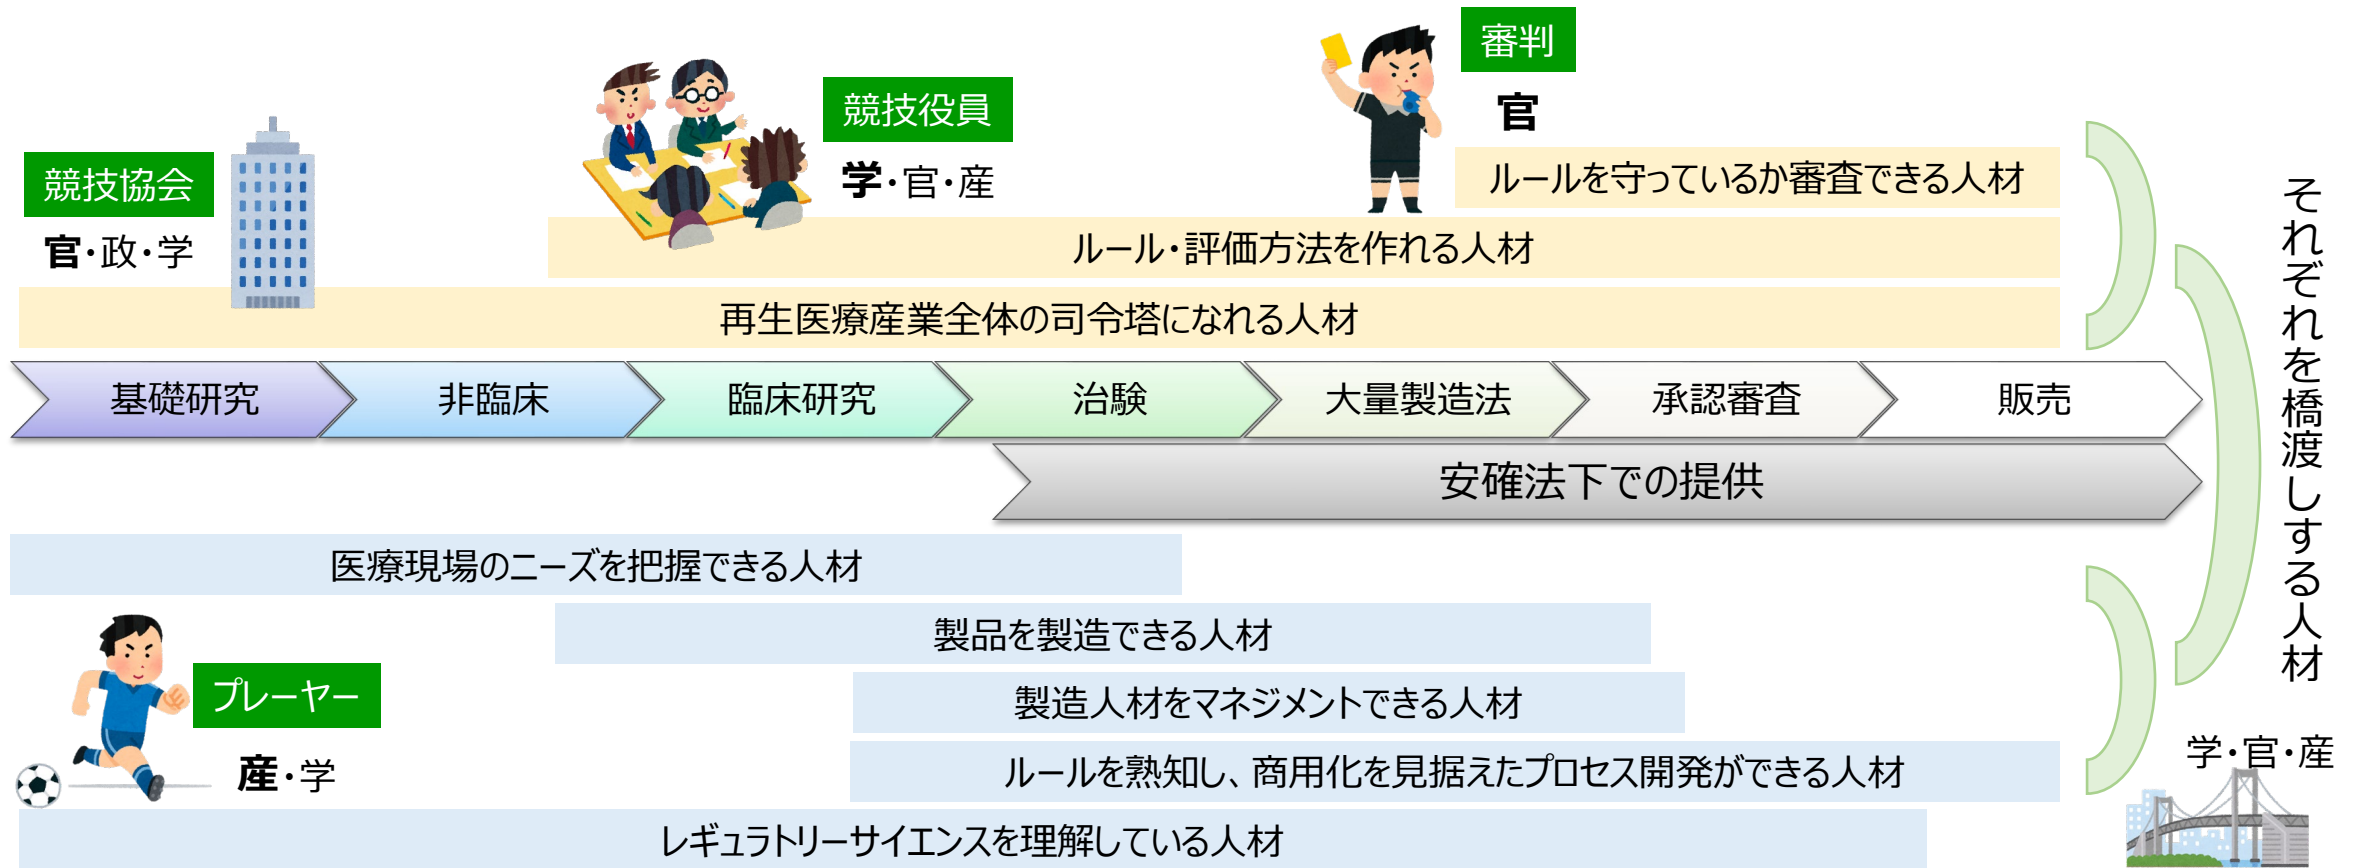 審判
官
ルールを守っているか審査できる人材
競技役員
学・官・産
ルール・評価方法を作れる人材
競技協会
官・政・学
再生医療産業全体の司令塔になれる人材
基礎研究
非臨床
臨床研究
治験
大量製造法
承認審査
販売
安確法下での提供
医療現場のニーズを把握できる人材
製品を製造できる人材
プレーヤー
産・学
製造人材をマネジメントできる人材
ルールを熟知し、商用化を見据えたプロセス開発ができる人材
レギュラトリーサイエンスを理解している人材
それぞれを橋渡しする人材
学・官・産